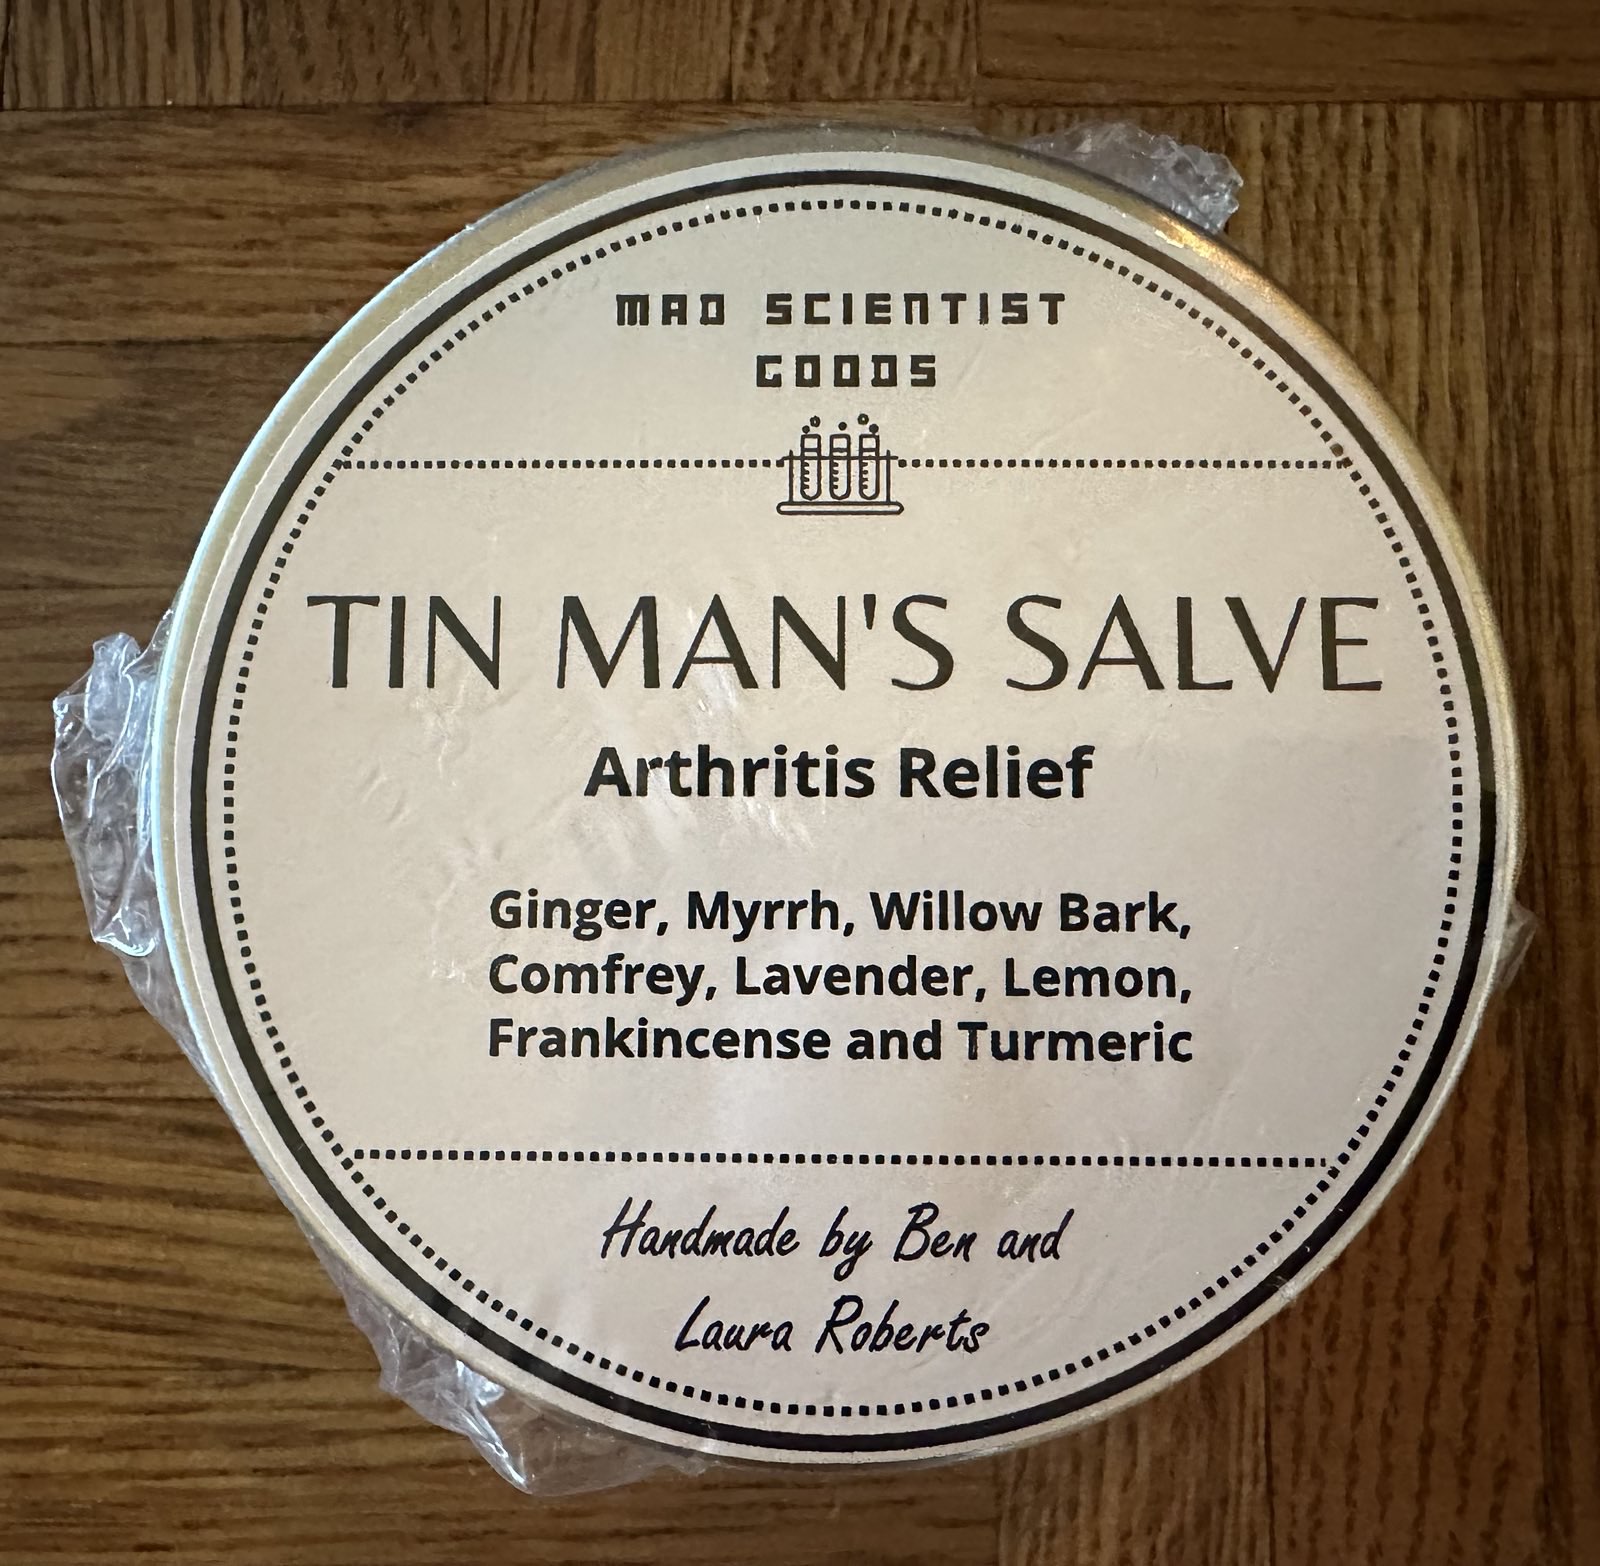 MAD SCIENTIST
GOODS
TIN MAN'S SALVE
Arthritis Relief
Ginger, Myrrh, Willow Bark,
Comfrey, Lavender, Lemon,
Frankincense and Turmeric
Handmade by Ben and
Laura Roberts